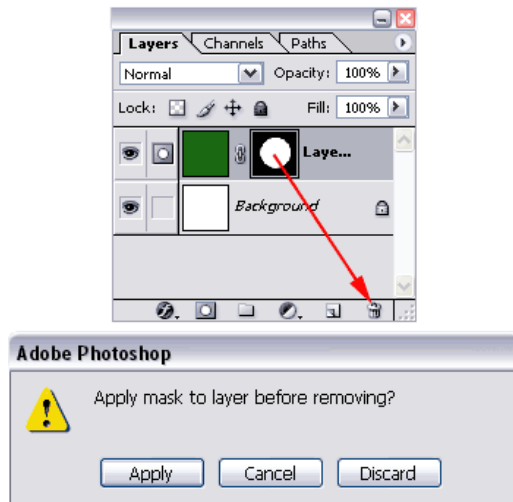 Layers Channels Paths
Normal Opacity: 100%
Lock: Fill: 100%
Laye...
Background
Adobe Photoshop
Apply mask to layer before removing?
Apply Cancel Discard